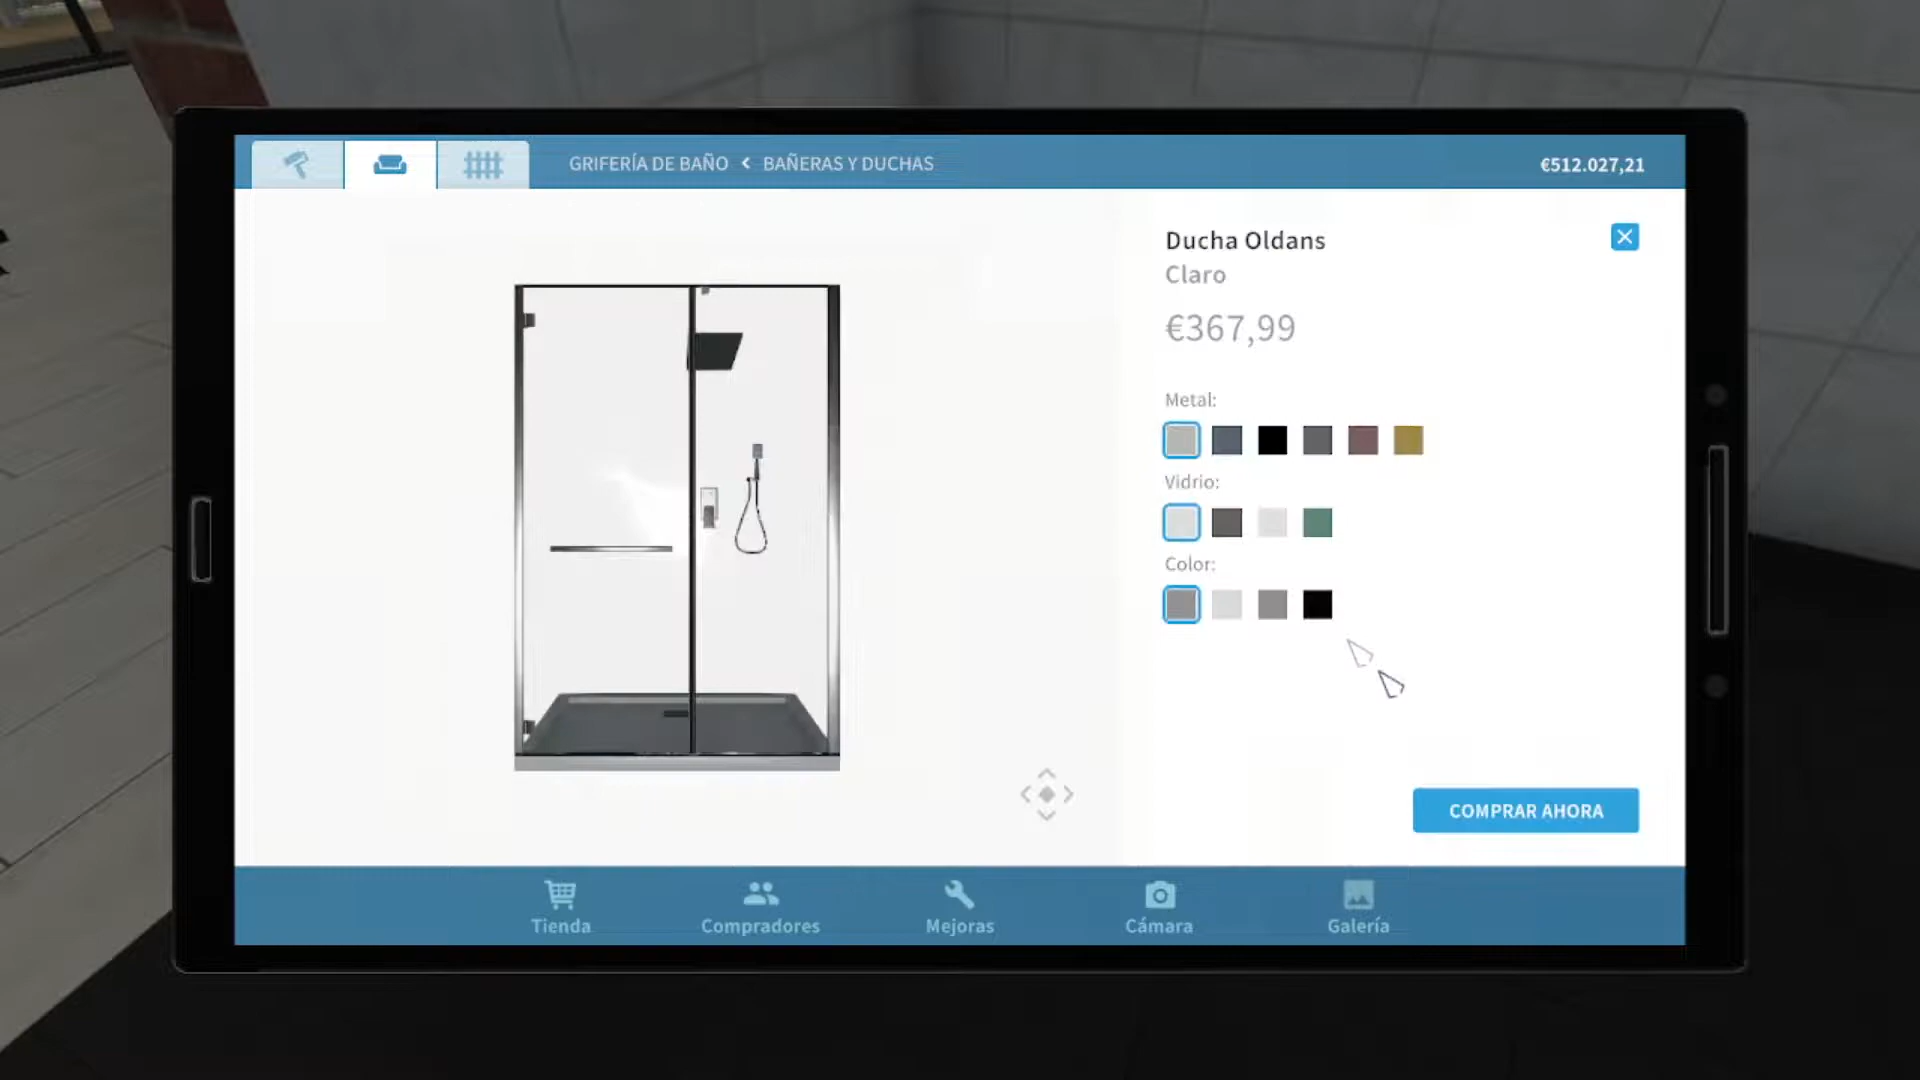 GRIFERÍA DE BAÑO < BAÑERAS Y DUCHAS
€512.027,21
Ducha Oldans
Claro
€367,99
Metal:
Vidrio:
Color:
COMPRAR AHORA
Tienda
Compradores
Mejoras
Cámara
Galería